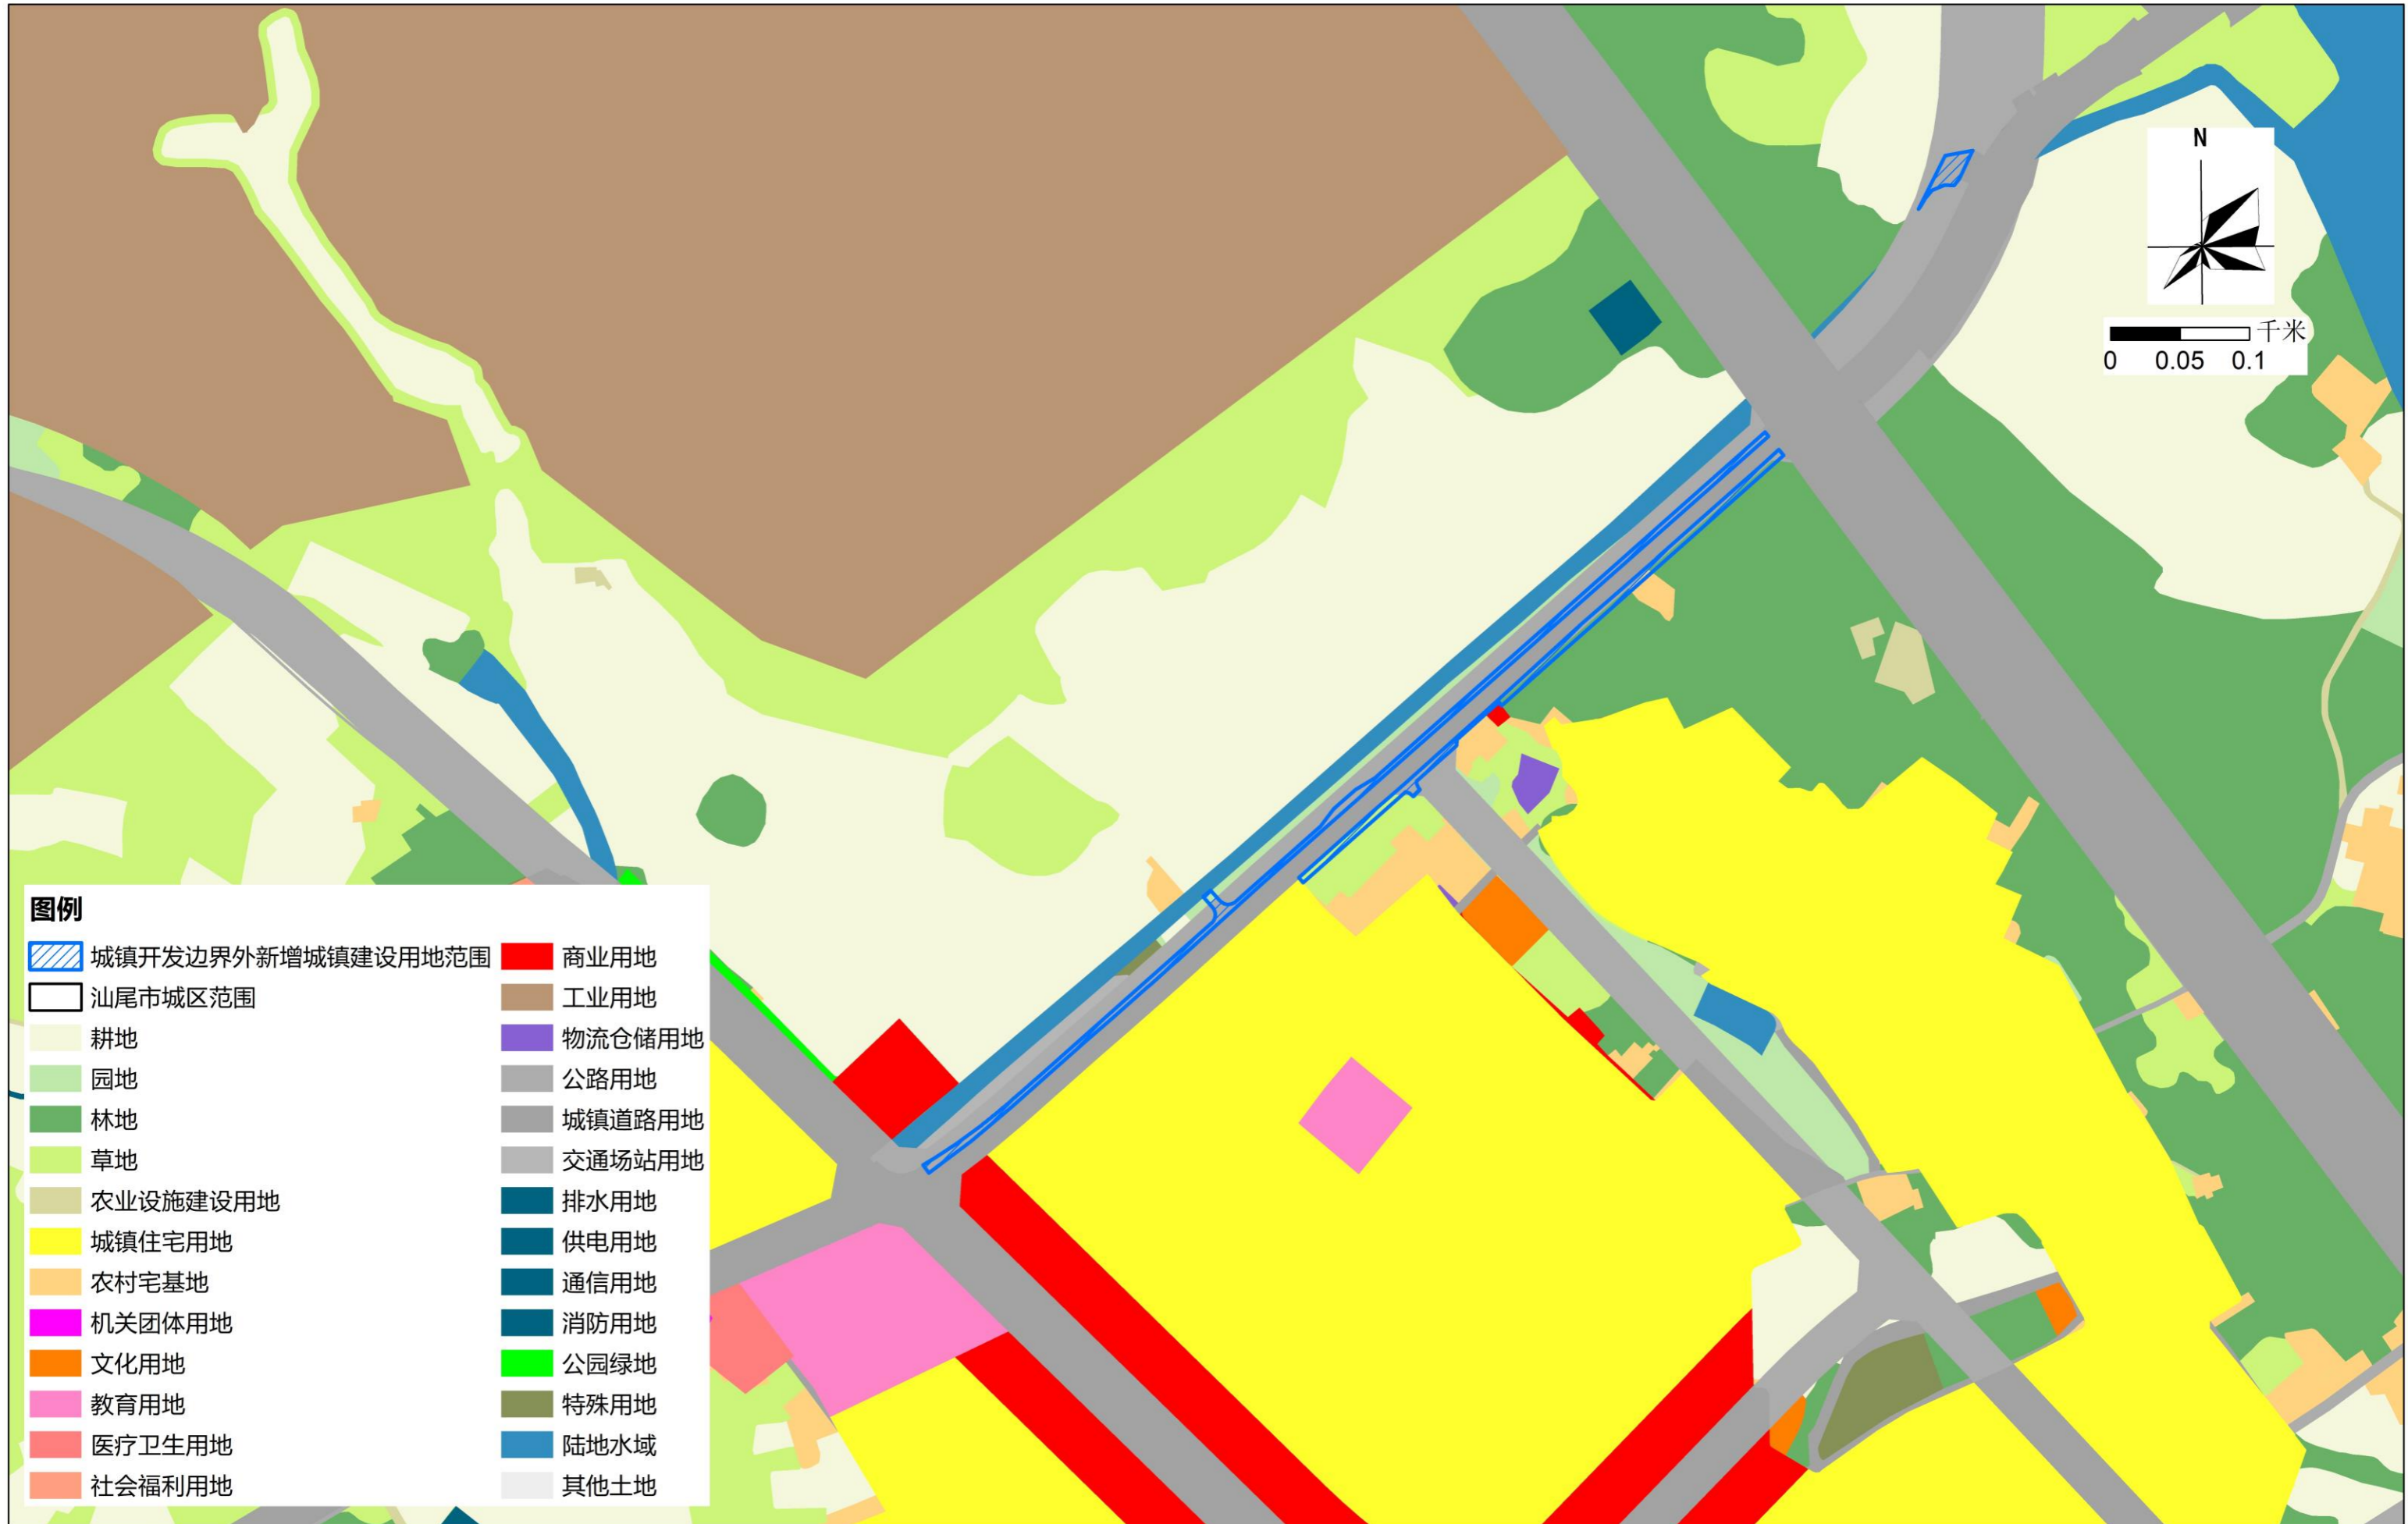 N
千米
0 0.05 0.1
图例
城镇开发边界外新增城镇建设用地范围
汕尾市城区范围
耕地
园地
林地
草地
农业设施建设用地
城镇住宅用地
农村宅基地
机关团体用地
文化用地
教育用地
医疗卫生用地
社会福利用地
商业用地
工业用地
物流仓储用地
公路用地
城镇道路用地
交通场站用地
排水用地
供电用地
通信用地
消防用地
公园绿地
特殊用地
陆地水域
其他土地